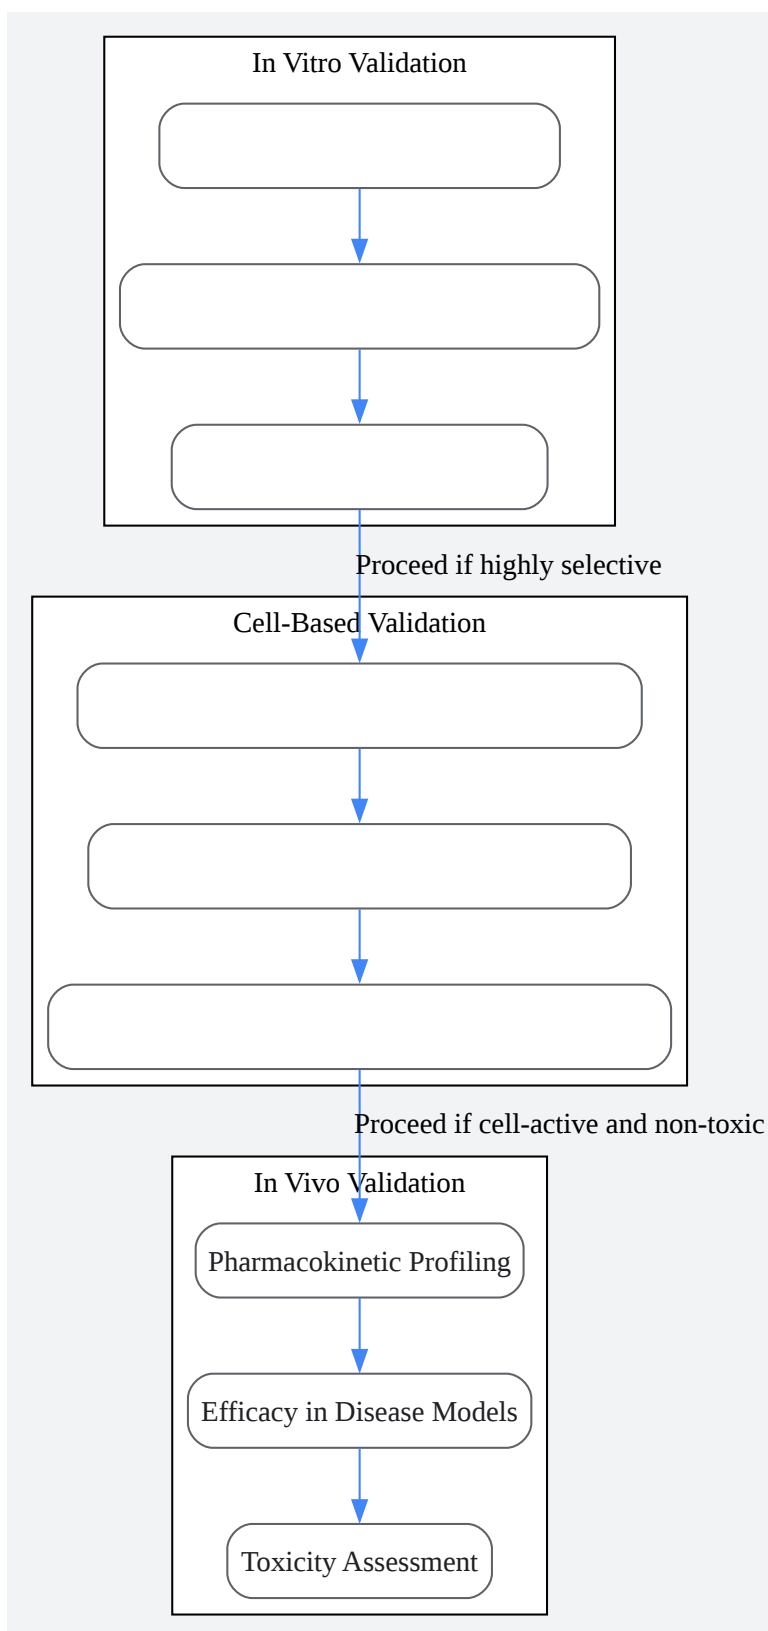 In Vitro Validation
Proceed if highly selective
Cell-Based Validation
Proceed if cell-active and non-toxic
In Vivo Validation
Pharmacokinetic Profiling
Efficacy in Disease Models
Toxicity Assessment